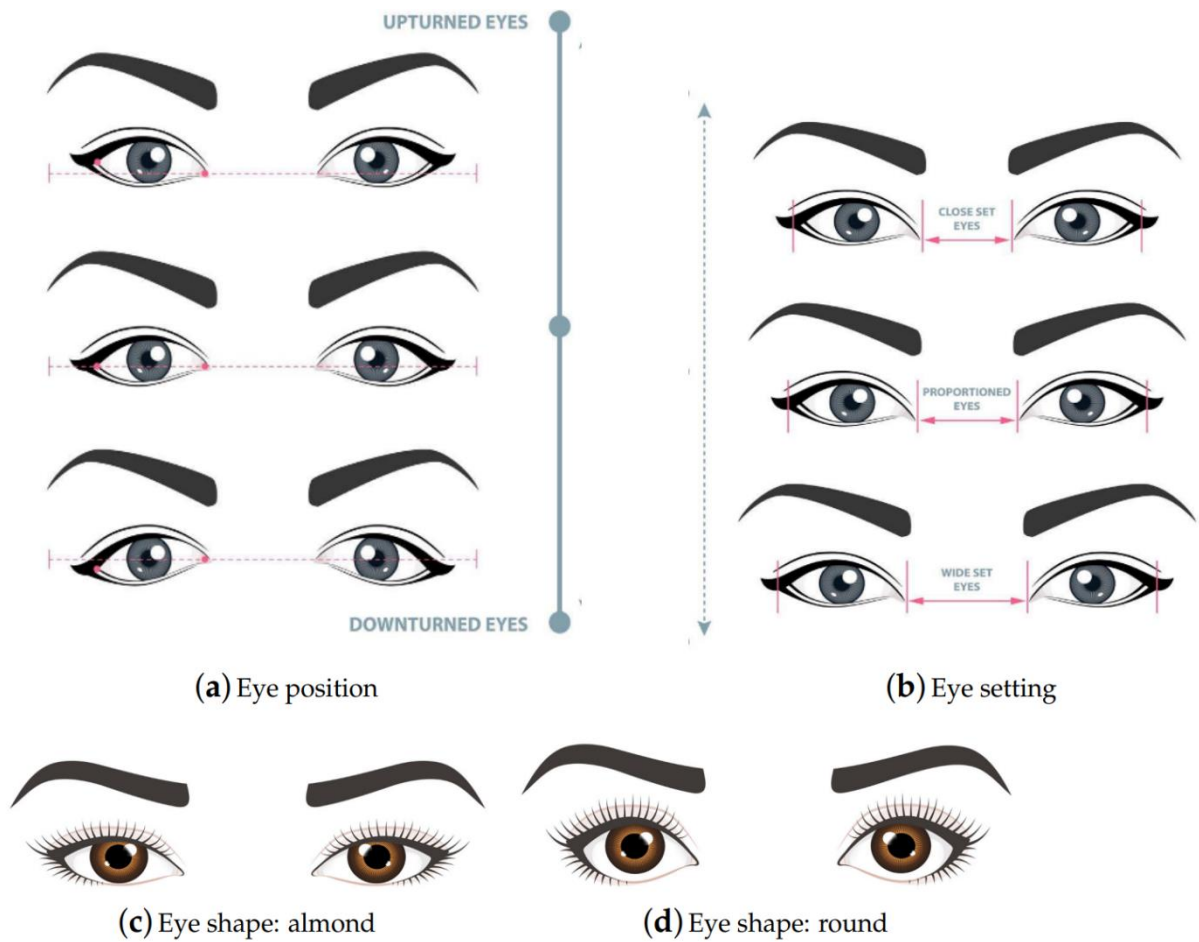 UPTURNED EYES
DOWNTURNED EYES
(a) Eye position
CLOSE SET
EYES
PROPORTIONED
EYES
WIDE SET
EYES
(b) Eye setting
(c) Eye shape: almond
(d) Eye shape: round